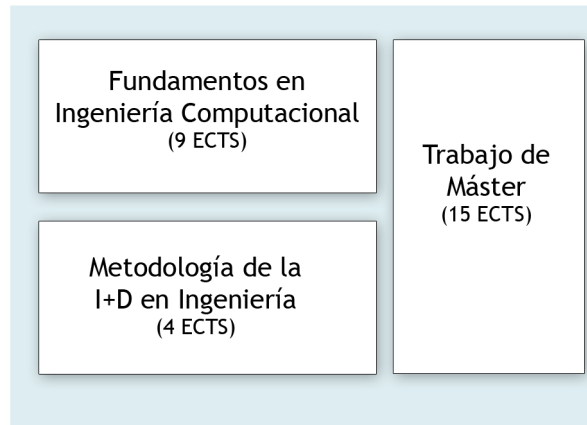 Fundamentos en
Ingeniería Computacional
(9 ECTS)
Metodología de la
I+D en Ingeniería
(4 ECTS)
Trabajo de
Máster
(15 ECTS)